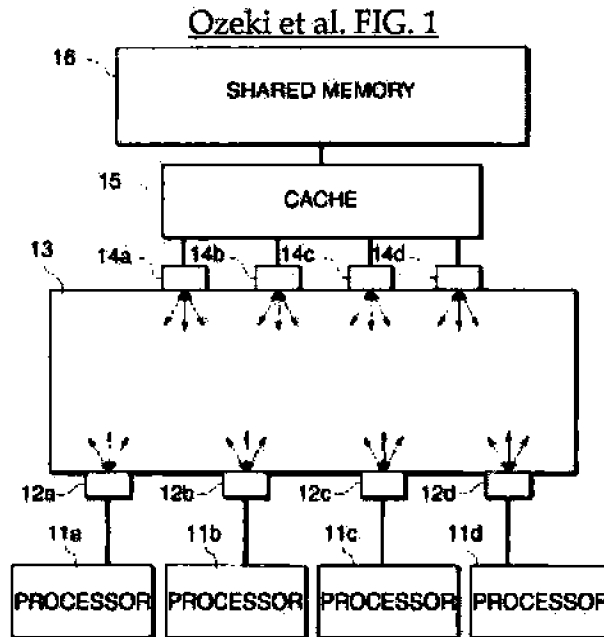 Ozeki et al. FIG. 1
16
SHARED MEMORY
15
CACHE
13
14a 14b 14c 14d
12a 12b 12c 12d
11a 11b 11c 11d
PROCESSOR PROCESSOR PROCESSOR PROCESSOR